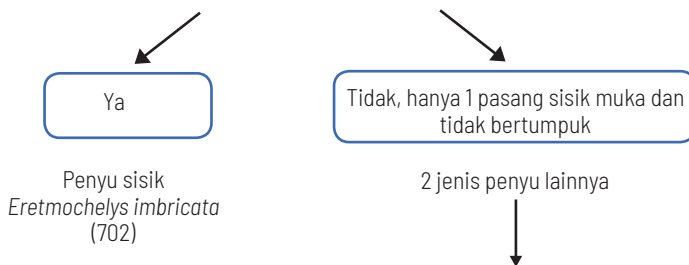 Ya
Tidak, hanya 1 pasang sisik muka dan
tidak bertumpuk
Penyu sisik
Eretmochelys imbricata
(702)
2 jenis penyu lainnya